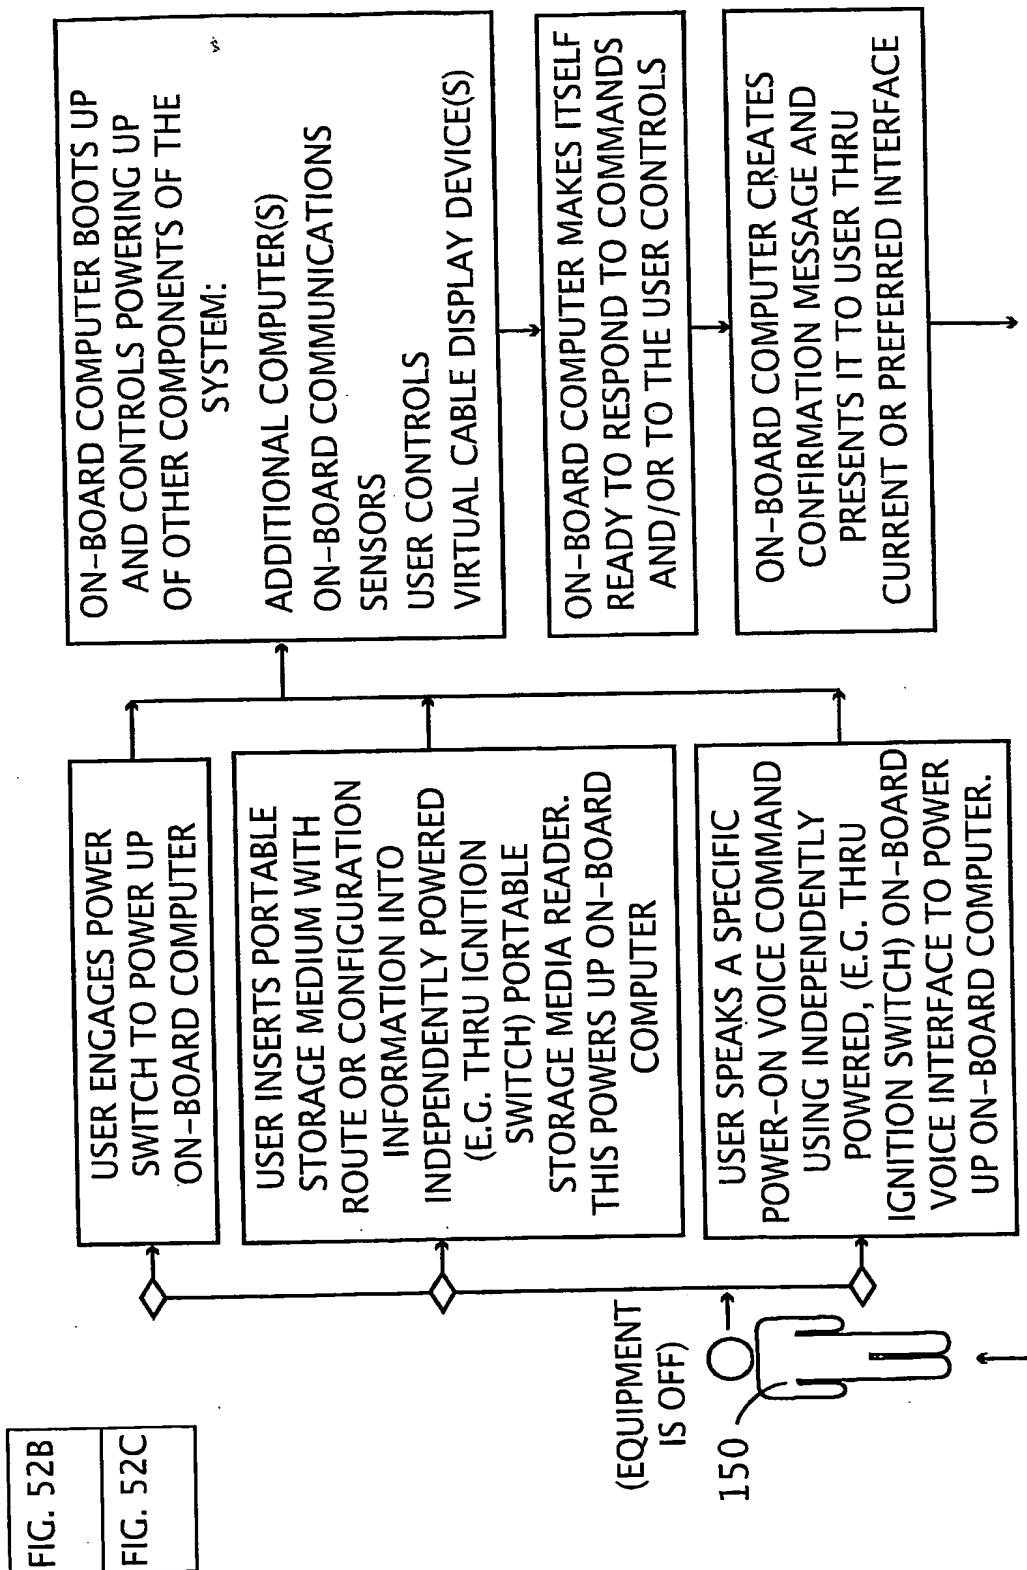 FIG. 52B
FIG. 52C
(EQUIPMENT
IS OFF)
150
USER ENGAGES POWER
SWITCH TO POWER UP
ON-BOARD COMPUTER
USER INSERTS PORTABLE
STORAGE MEDIUM WITH
ROUTE OR CONFIGURATION
INFORMATION INTO
INDEPENDENTLY POWERED
(E.G. THRU IGNITION
SWITCH) PORTABLE
STORAGE MEDIA READER.
THIS POWERS UP ON-BOARD
COMPUTER
USER SPEAKS A SPECIFIC
POWER-ON VOICE COMMAND
USING INDEPENDENTLY
POWERED, (E.G. THRU
IGNITION SWITCH) ON-BOARD
VOICE INTERFACE TO POWER
UP ON-BOARD COMPUTER.
ON-BOARD COMPUTER BOOTS UP
AND CONTROLS POWERING UP
OF OTHER COMPONENTS OF THE
SYSTEM:
ADDITIONAL COMPUTER(S)
ON-BOARD COMMUNICATIONS
SENSORS
USER CONTROLS
VIRTUAL CABLE DISPLAY DEVICE(S)
ON-BOARD COMPUTER MAKES ITSELF
READY TO RESPOND TO COMMANDS
AND/OR TO THE USER CONTROLS
ON-BOARD COMPUTER CREATES
CONFIRMATION MESSAGE AND
PRESENTS IT TO USER THRU
CURRENT OR PREFERRED INTERFACE